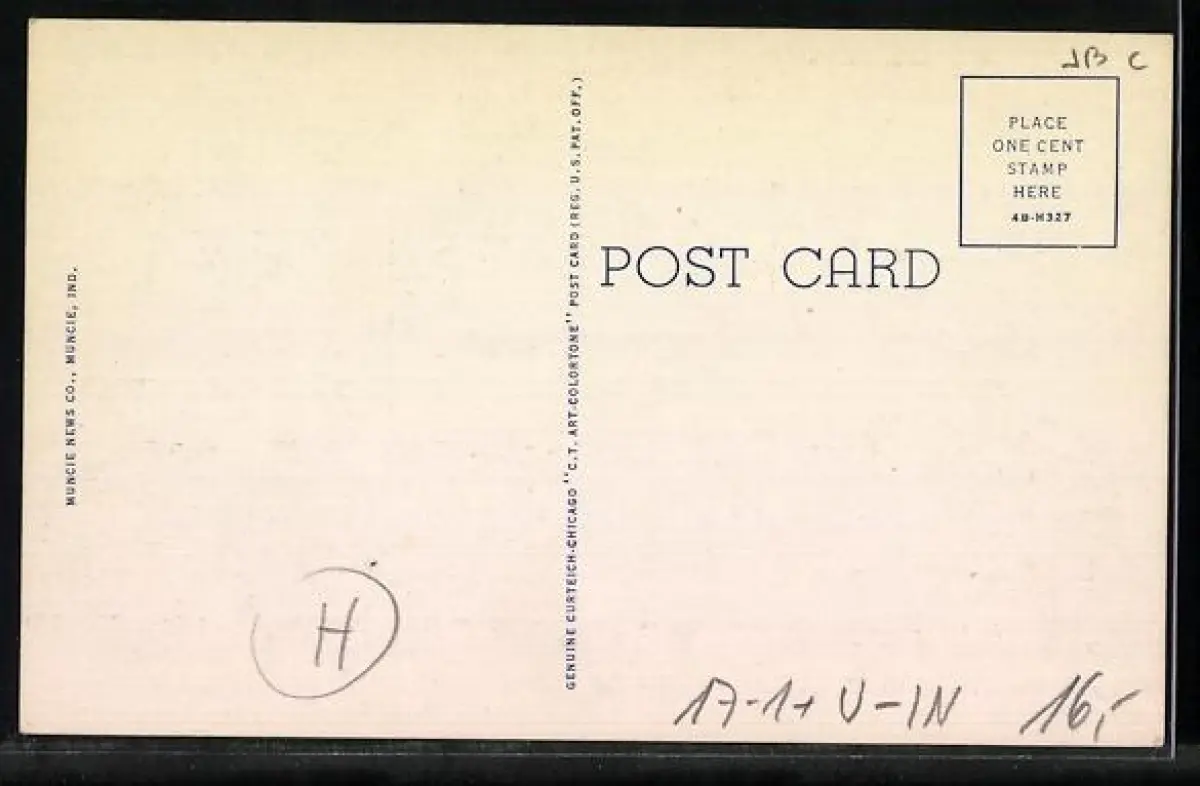 JB C
PLACE
ONE CENT
STAMP
HERE
4B-H327
POST CARD
MUNCIE NEWS CO., MUNCIE, IND.
GENUINE CURTEICH-CHICAGO "C.T. ART-COLORTONE" POST CARD (REG. U.S. PAT. OFF.)
H
17-1+ U-IN 16,-